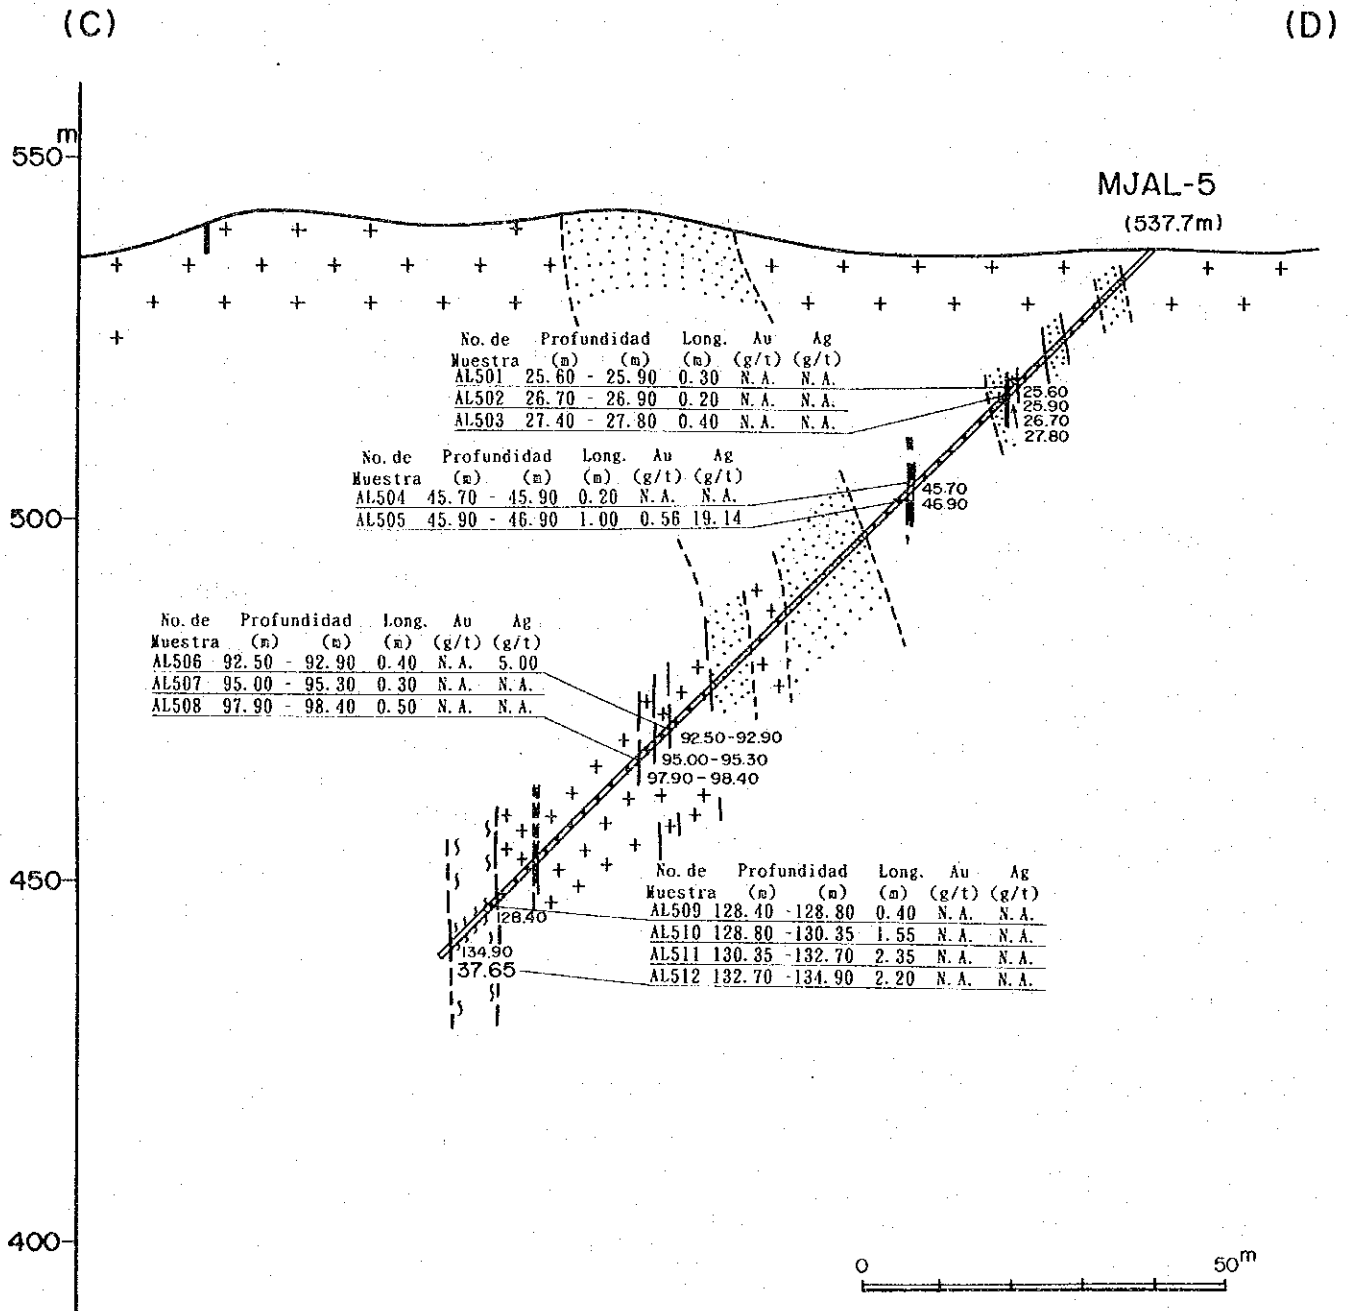 (C) (D)
m
550
MJAL-5
(537.7m)
No. de Profundidad Long. Au Ag
Muestra (m) (m) (m) (g/t) (g/t)
AL501 25.60 - 25.90 0.30 N.A. N.A.
AL502 26.70 - 26.90 0.20 N.A. N.A.
AL503 27.40 - 27.80 0.40 N.A. N.A.
25.60
25.90
26.70
27.80
No. de Profundidad Long. Au Ag
Muestra (m) (m) (m) (g/t) (g/t)
AL504 45.70 - 45.90 0.20 N.A. N.A.
AL505 45.90 - 46.90 1.00 0.56 19.14
45.70
46.90
500
No. de Profundidad Long. Au Ag
Muestra (m) (m) (m) (g/t) (g/t)
AL506 92.50 - 92.90 0.40 N.A. 5.00
AL507 95.00 - 95.30 0.30 N.A. N.A.
AL508 97.90 - 98.40 0.50 N.A. N.A.
92.50-92.90
95.00-95.30
97.90-98.40
450
No. de Profundidad Long. Au Ag
Muestra (m) (m) (m) (g/t) (g/t)
AL509 128.40 -128.80 0.40 N.A. N.A.
AL510 128.80 -130.35 1.55 N.A. N.A.
AL511 130.35 -132.70 2.35 N.A. N.A.
AL512 132.70 -134.90 2.20 N.A. N.A.
128.40
134.90
37.65
400
0 50m